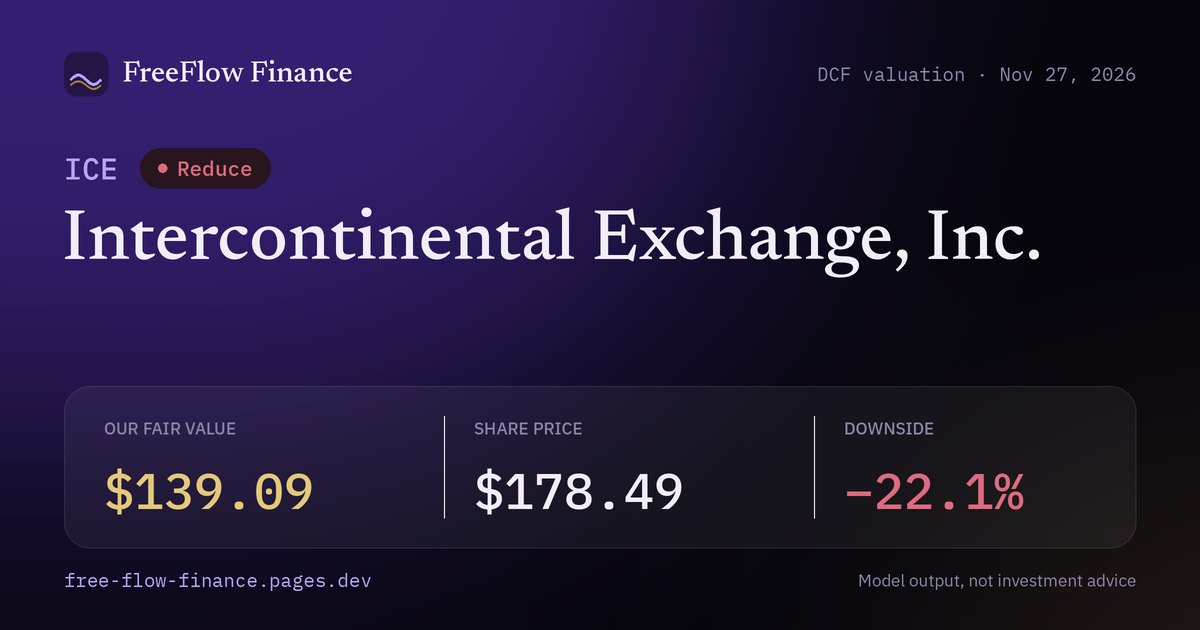 FreeFlow Finance
DCF valuation · Nov 27, 2026
ICE
Reduce
Intercontinental Exchange, Inc.
OUR FAIR VALUE
$139.09
SHARE PRICE
$178.49
DOWNSIDE
−22.1%
free-flow-finance.pages.dev
Model output, not investment advice